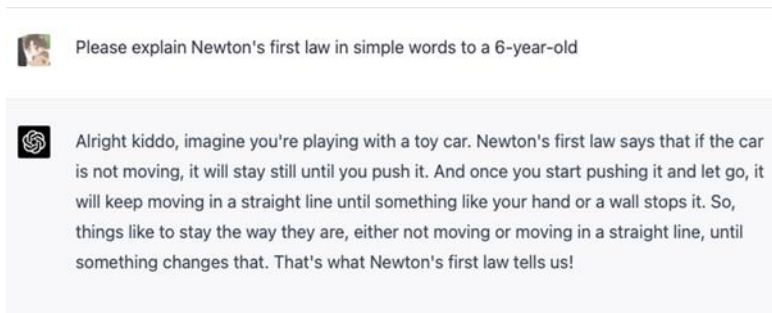 Please explain Newton's first law in simple words to a 6-year-old
Alright kiddo, imagine you're playing with a toy car. Newton's first law says that if the car
is not moving, it will stay still until you push it. And once you start pushing it and let go, it
will keep moving in a straight line until something like your hand or a wall stops it. So,
things like to stay the way they are, either not moving or moving in a straight line, until
something changes that. That's what Newton's first law tells us!